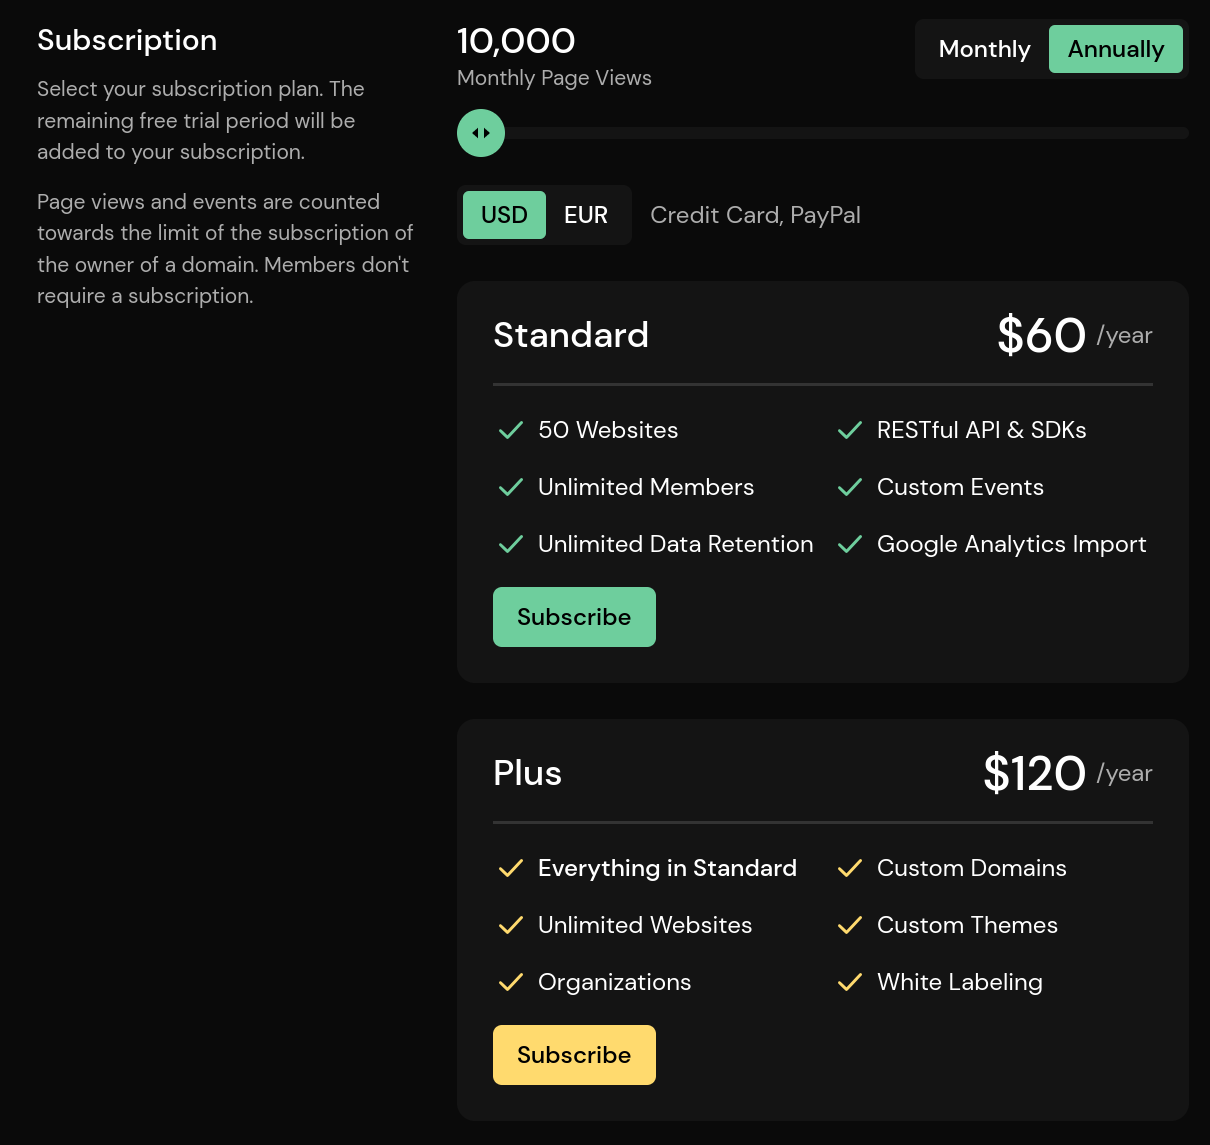 Subscription
Select your subscription plan. The
remaining free trial period will be
added to your subscription.
Page views and events are counted
towards the limit of the subscription of
the owner of a domain. Members don't
require a subscription.
10,000
Monthly Page Views
Monthly Annually
USD EUR Credit Card, PayPal
Standard $60 /year
50 Websites
Unlimited Members
Unlimited Data Retention
RESTful API & SDKs
Custom Events
Google Analytics Import
Subscribe
Plus $120 /year
Everything in Standard
Unlimited Websites
Organizations
Custom Domains
Custom Themes
White Labeling
Subscribe